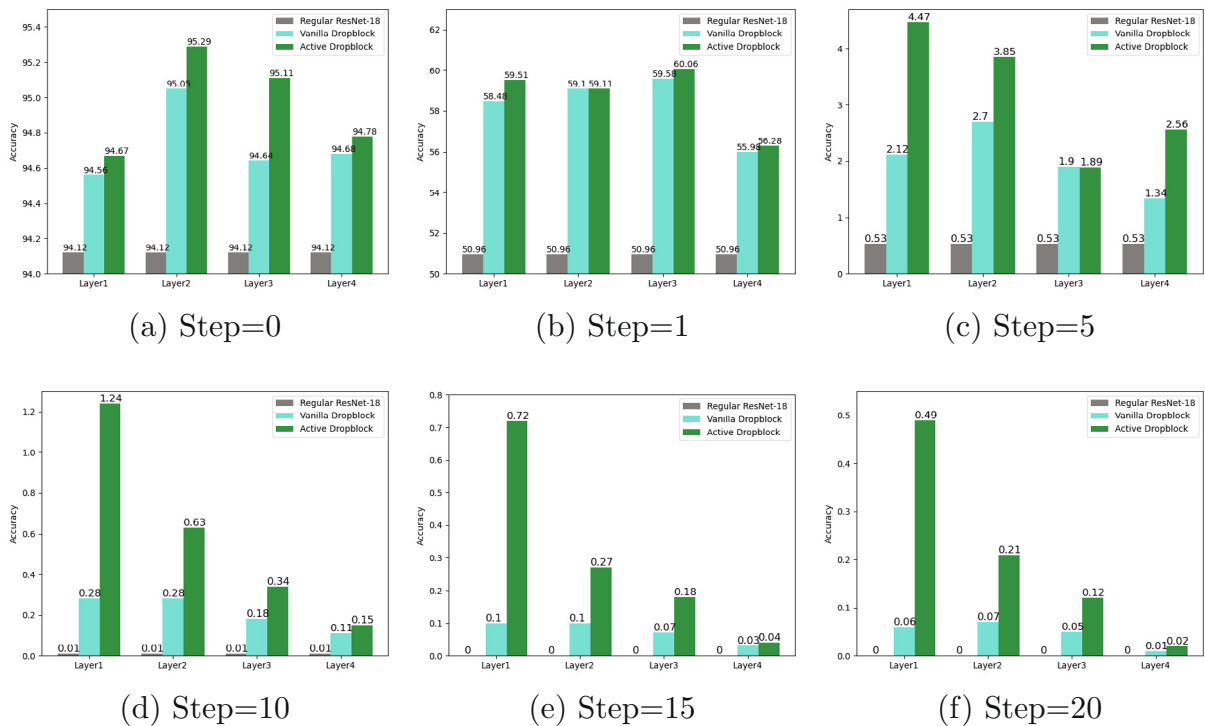 95.4
95.2
95.0
94.8
94.6
94.4
94.2
94.0
Accuracy
Regular ResNet-18
Vanilla Dropblock
Active Dropblock
94.12
94.56
94.67
94.12
95.05
95.29
94.12
94.64
95.11
94.12
94.68
94.78
Layer1
Layer2
Layer3
Layer4
(a) Step=0
62
60
58
56
54
52
50
Accuracy
Regular ResNet-18
Vanilla Dropblock
Active Dropblock
50.96
58.48
59.51
50.96
59.1
59.11
50.96
59.58
60.06
50.96
55.98
56.28
Layer1
Layer2
Layer3
Layer4
(b) Step=1
4
3
2
1
0
Accuracy
Regular ResNet-18
Vanilla Dropblock
Active Dropblock
0.53
2.12
4.47
0.53
2.7
3.85
0.53
1.9
1.89
0.53
1.34
2.56
Layer1
Layer2
Layer3
Layer4
(c) Step=5
1.2
1.0
0.8
0.6
0.4
0.2
0.0
Accuracy
Regular ResNet-18
Vanilla Dropblock
Active Dropblock
0.01
0.28
1.24
0.01
0.28
0.63
0.01
0.18
0.34
0.01
0.11
0.15
Layer1
Layer2
Layer3
Layer4
(d) Step=10
0.8
0.7
0.6
0.5
0.4
0.3
0.2
0.1
0.0
Accuracy
Regular ResNet-18
Vanilla Dropblock
Active Dropblock
0
0.1
0.72
0
0.1
0.27
0
0.07
0.18
0
0.03
0.04
Layer1
Layer2
Layer3
Layer4
(e) Step=15
0.5
0.4
0.3
0.2
0.1
0.0
Accuracy
Regular ResNet-18
Vanilla Dropblock
Active Dropblock
0
0.06
0.49
0
0.07
0.21
0
0.05
0.12
0
0.01
0.02
Layer1
Layer2
Layer3
Layer4
(f) Step=20